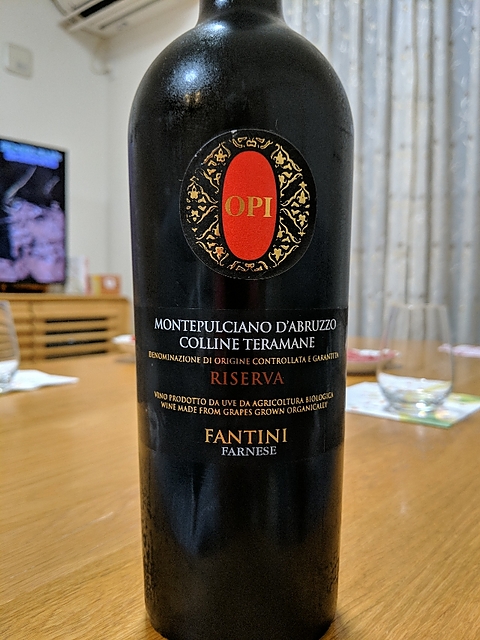 OPI
MONTEPULCIANO D'ABRUZZO
COLLINE TERAMANE
DENOMINAZIONE DI ORIGINE CONTROLLATA E GARANTITA
RISERVA
VINO PRODOTTO DA UVE DA AGRICOLTURA BIOLOGICA
WINE MADE FROM GRAPES GROWN ORGANICALLY
FANTINI
FARNESE